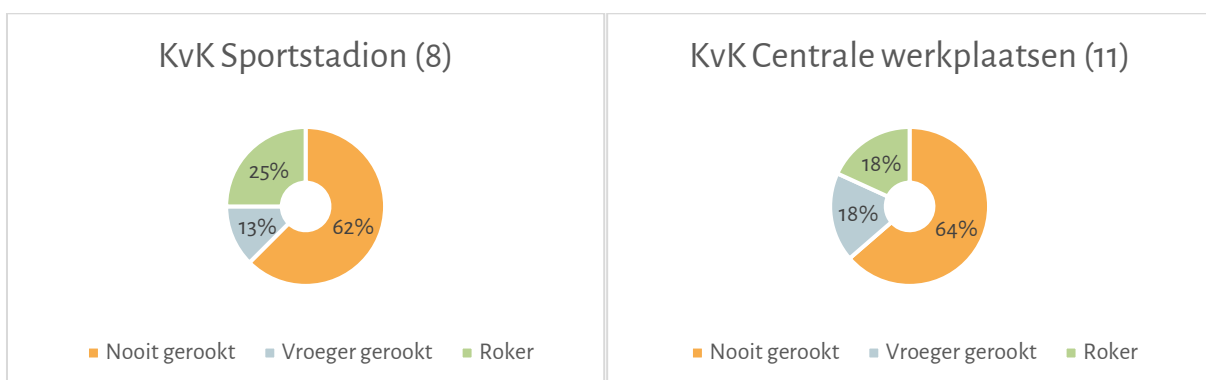 KvK Sportstadion (8)
25%
13%
62%
Nooit gerookt Vroeger gerookt Roker
KvK Centrale werkplaatsen (11)
18%
18%
64%
Nooit gerookt Vroeger gerookt Roker